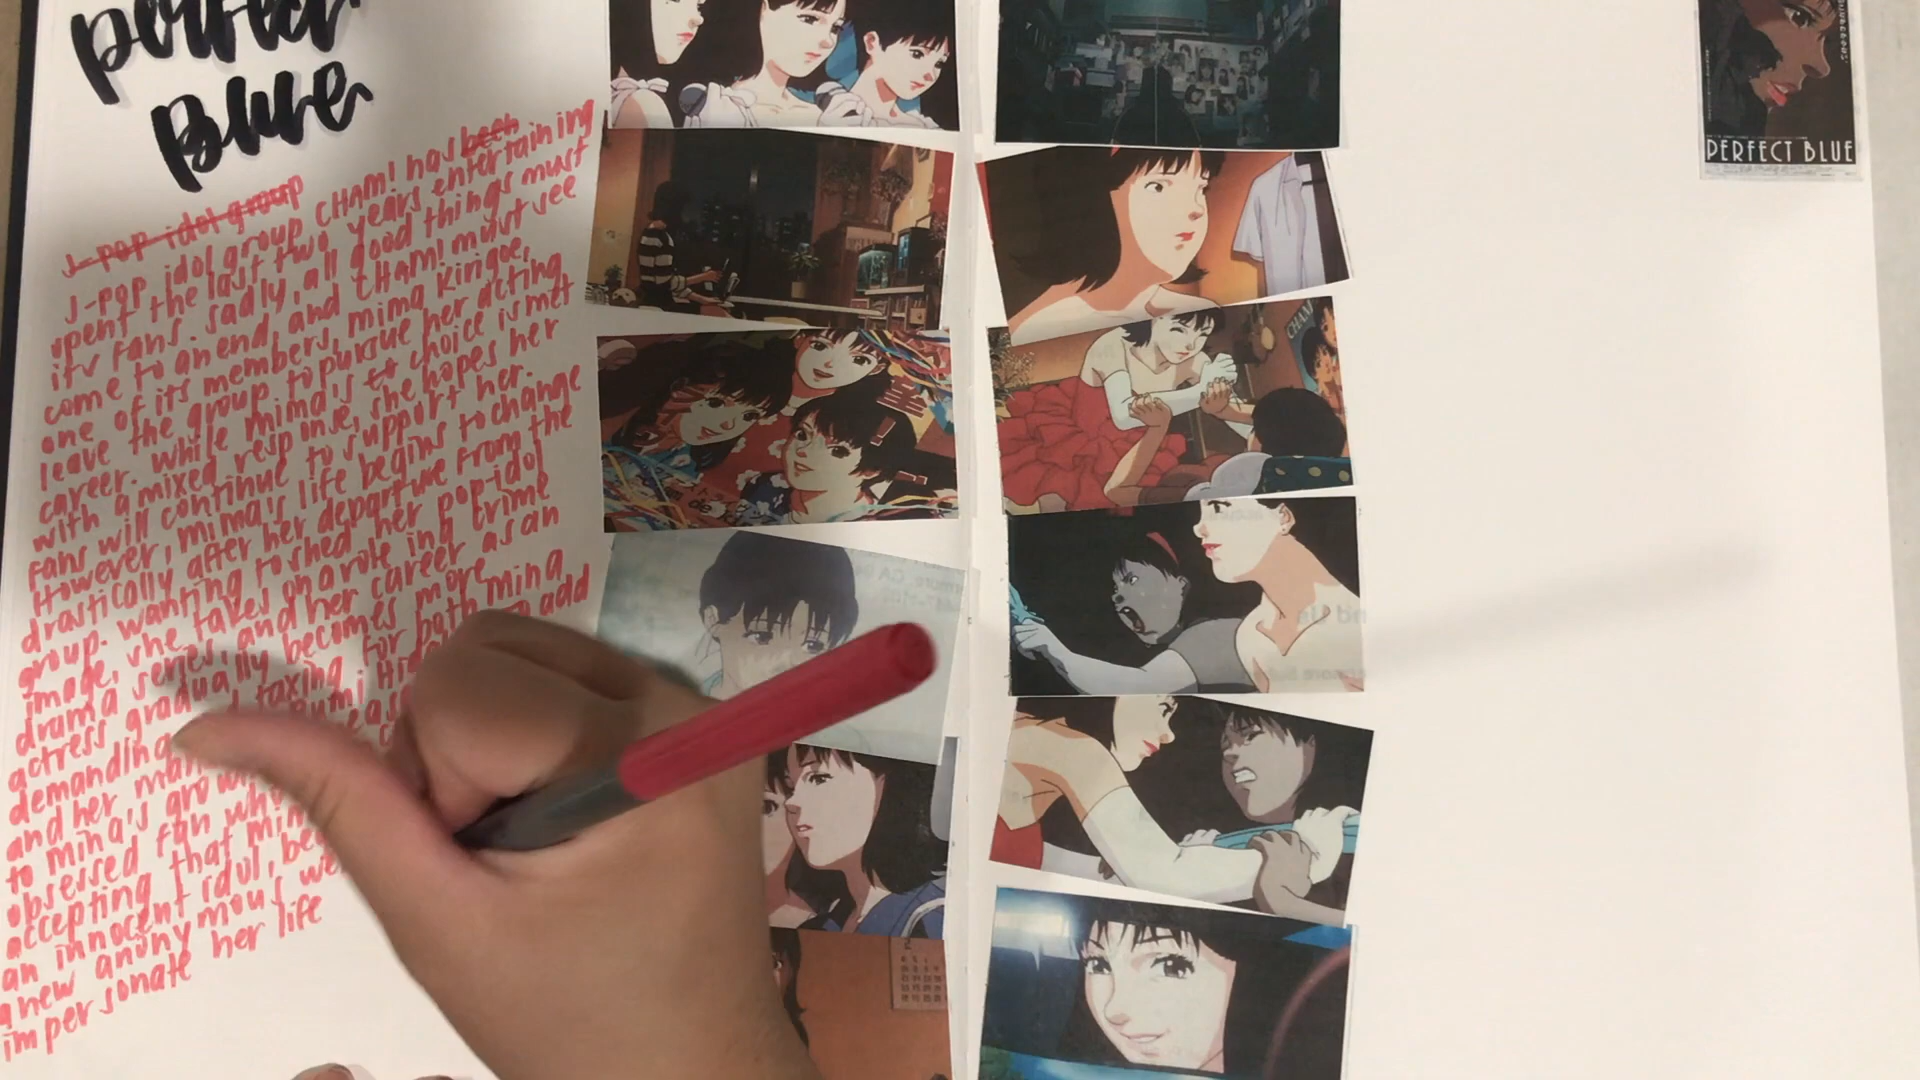 perfect
Blue
J-pop idol group
J-pop idol group CHAM! has been
spent the last two years entertaining
its fans. sadly, all good things must
come to an end, and CHAM! must see
one of its members, mima kirigoe,
leave the group to pursue her acting
career. while mima's choice is met
with a mixed response, she hopes her
fans will continue to support her.
However, mima's life begins to change
drastically after her departure from the
group. wanting to shed her pop-idol
image, she takes on a role in a crime
drama series, and her career as an
actress gradually becomes more
demanding taxing for both mima
and her
to mima's
obsessed fan
accepting that
an innocent idol,
a new anonymous
impersonate her life
PERFECT BLUE
CHAM